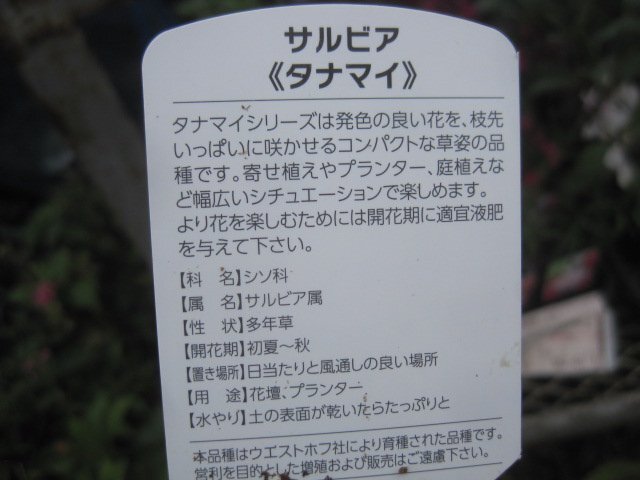 サルビア
《タナマイ》
タナマイシリーズは発色の良い花を、枝先
いっぱいに咲かせるコンパクトな草姿の品
種です。寄せ植えやプランター、庭植えな
ど幅広いシチュエーションで楽しめます。
より花を楽しむためには開花期に適宜液肥
を与えて下さい。
【科　名】シソ科
【属　名】サルビア属
【性　状】多年草
【開花期】初夏〜秋
【置き場所】日当たりと風通しの良い場所
【用　途】花壇、プランター
【水やり】土の表面が乾いたらたっぷりと
本品種はウエストホフ社により育種された品種です。
営利を目的とした増殖および販売はご遠慮下さい。